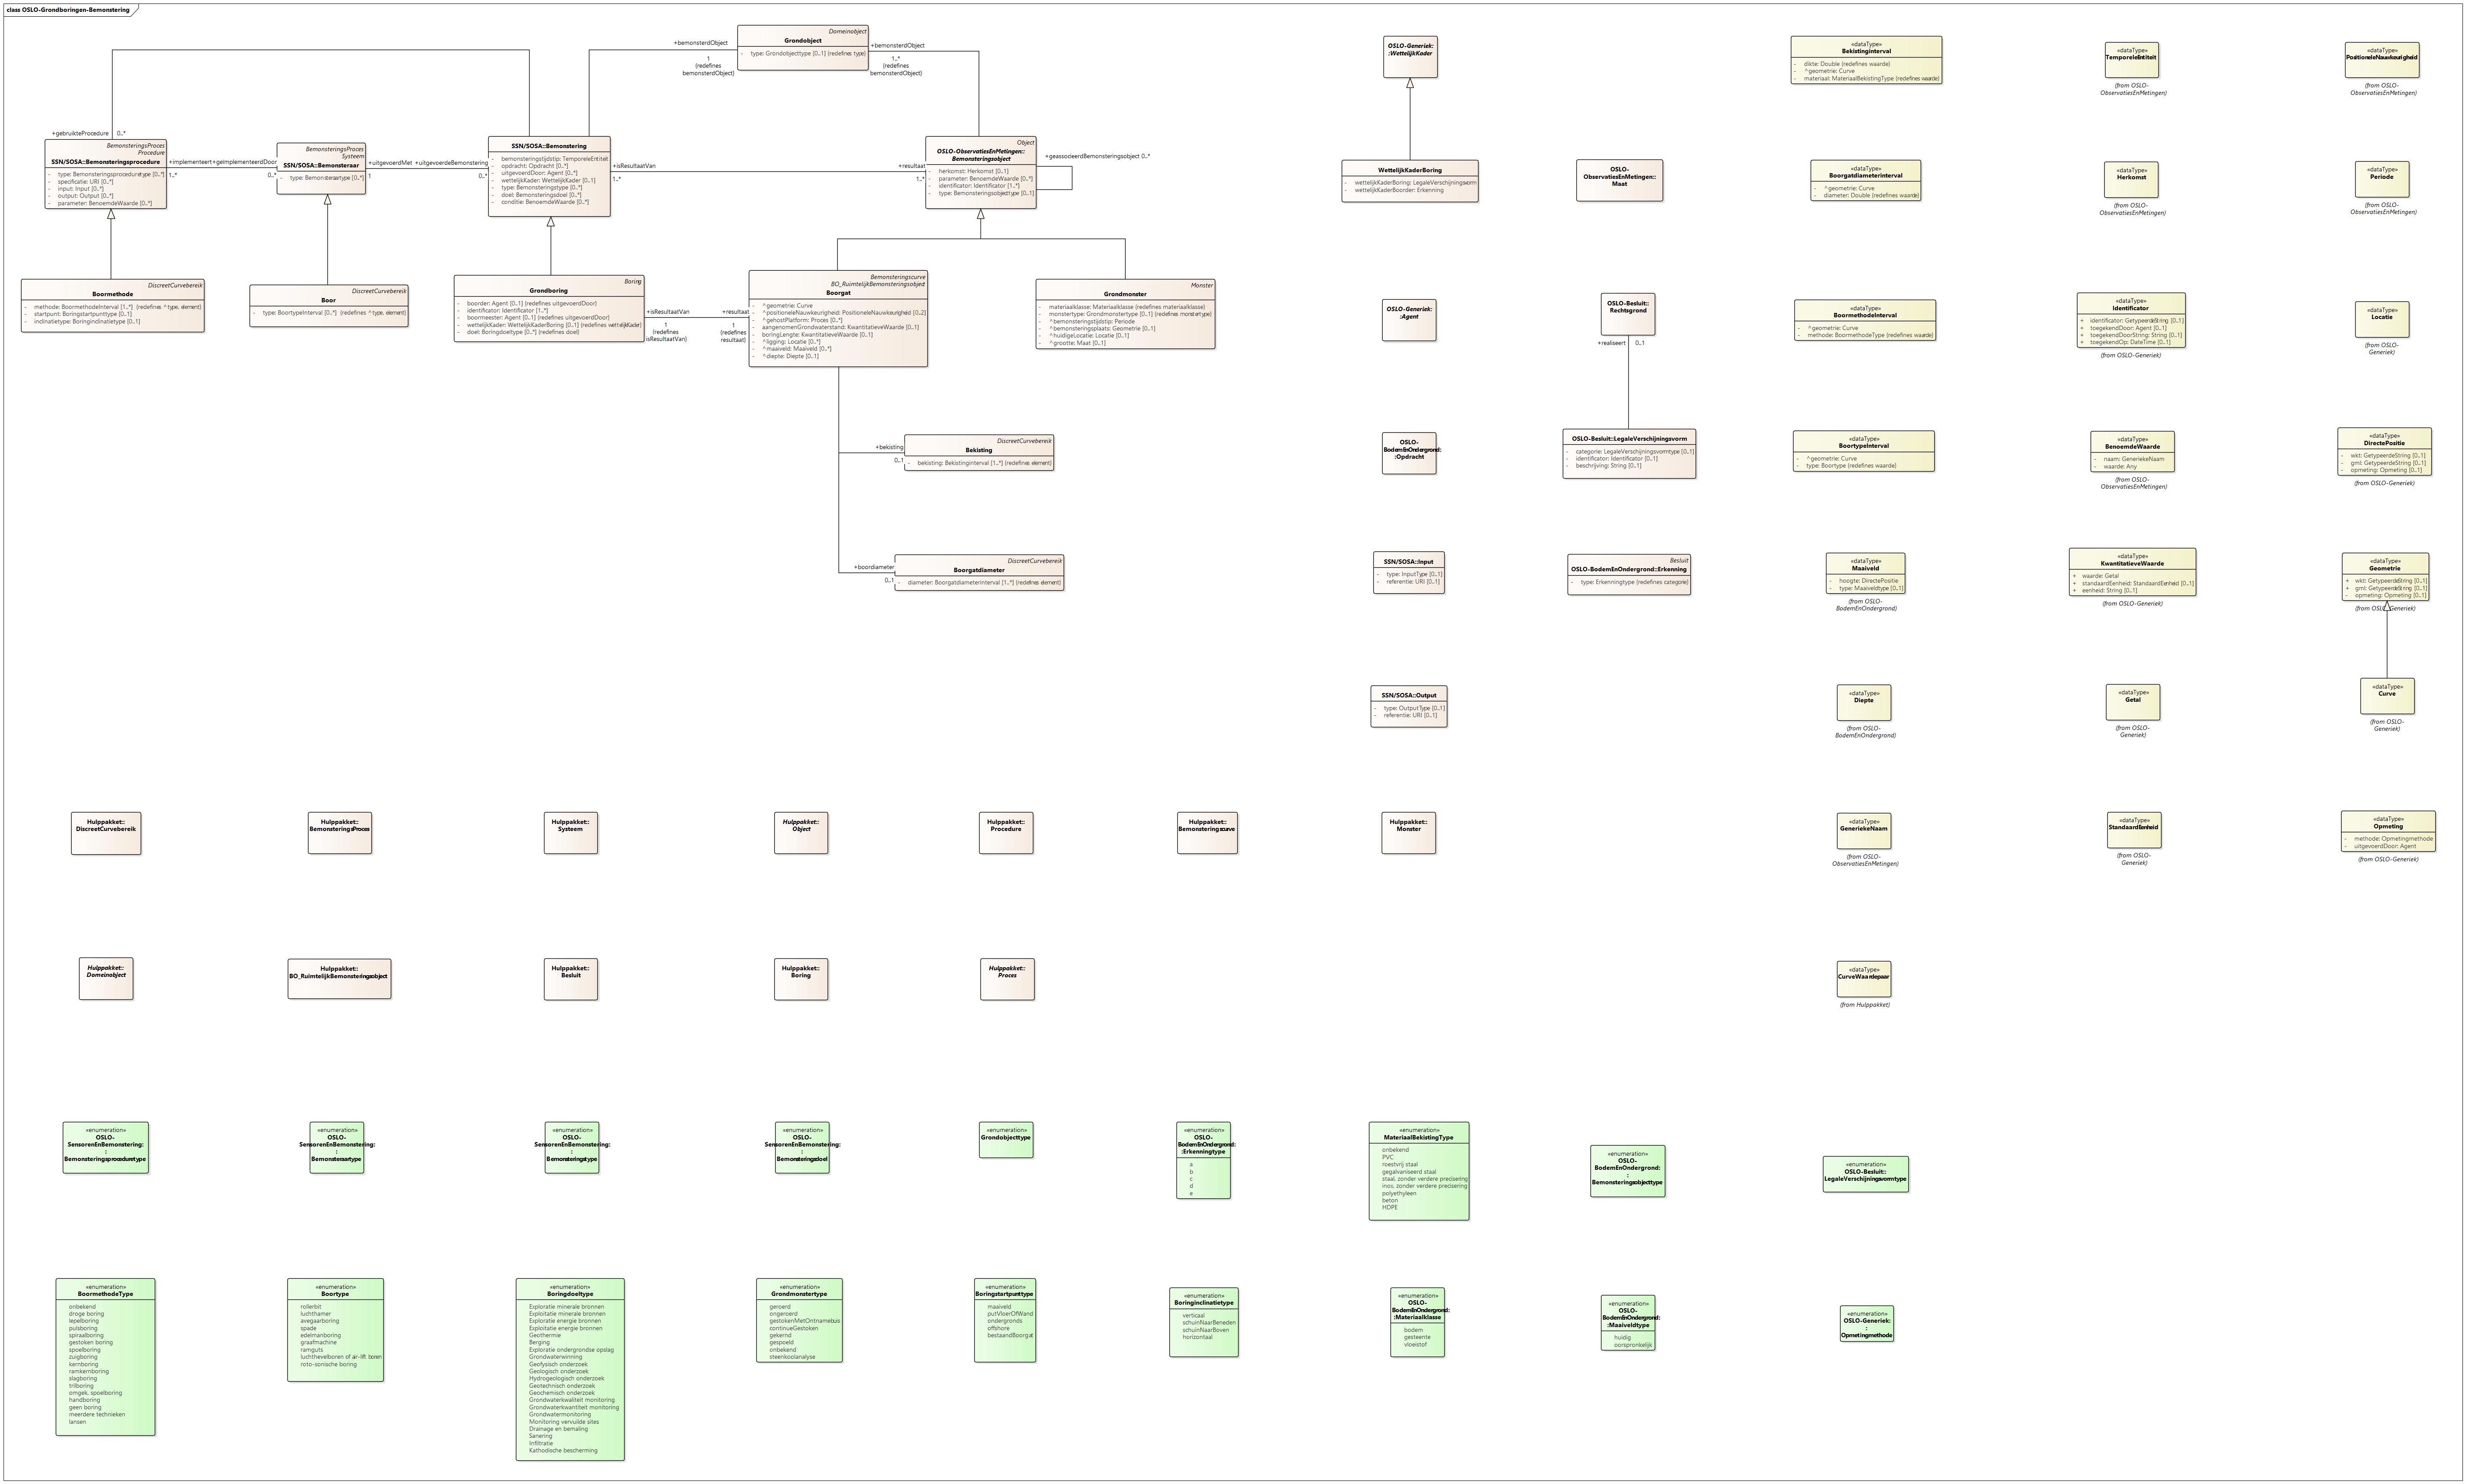 class OSLO-Grondboringen-Bemonstering
Domeinobject
Grondobject
- type: Grondobjecttype [0..1] {redefines type}
+bemonsterdObject
1
{redefines
bemonsterdObject}
+bemonsterdObject
1..*
{redefines
bemonsterdObject}
+gebruikteProcedure 0..*
BemonsteringsProces
Procedure
SSN/SOSA::Bemonsteringsprocedure
- type: Bemonsteringsproceduretype [0..*]
- specificatie: URI [0..*]
- input: Input [0..*]
- output: Output [0..*]
- parameter: BenoemdeWaarde [0..*]
+implementeert
1..*
+geïmplementeerdDoor
0..*
BemonsteringsProces
Systeem
SSN/SOSA::Bemonsteraar
- type: Bemonsteraartype [0..*]
+uitgevoerdMet
1
+uitgevoerdeBemonstering
0..*
SSN/SOSA::Bemonstering
- bemonsteringstijdstip: TemporeleEntiteit
- opdracht: Opdracht [0..*]
- uitgevoerdDoor: Agent [0..*]
- wettelijkKader: WettelijkKader [0..1]
- type: Bemonsteringstype [0..*]
- doel: Bemonsteringsdoel [0..*]
- conditie: BenoemdeWaarde [0..*]
+isResultaatVan
1..*
+resultaat
1..*
Object
OSLO-ObservatiesEnMetingen::
Bemonsteringsobject
- herkomst: Herkomst [0..1]
- parameter: BenoemdeWaarde [0..*]
- identificator: Identificator [1..*]
- type: Bemonsteringsobjecttype [0..1]
+geassocieerdBemonsteringsobject 0..*
DiscreetCurvebereik
Boormethode
- methode: BoormethodeInterval [1..*] {redefines ^type, element}
- startpunt: Boringstartpunttype [0..1]
- inclinatietype: Boringinclinatietype [0..1]
DiscreetCurvebereik
Boor
- type: BoortypeInterval [0..*] {redefines ^type, element}
Boring
Grondboring
- boorder: Agent [0..1] {redefines uitgevoerdDoor}
- identificator: Identificator [1..*]
- boormeester: Agent [0..1] {redefines uitgevoerdDoor}
- wettelijkKader: WettelijkKaderBoring [0..1] {redefines wettelijkKader}
- doel: Boringdoeltype [0..*] {redefines doel}
+isResultaatVan
1
{redefines
isResultaatVan}
+resultaat
1
{redefines
resultaat}
Bemonsteringscurve
BO_RuimtelijkBemonsteringsobject
Boorgat
- ^geometrie: Curve
- ^positioneleNauwkeurigheid: PositioneleNauwkeurigheid [0..2]
- ^gehostPlatform: Proces [0..*]
- aangenomenGrondwaterstand: KwantitatieveWaarde [0..1]
- boringLengte: KwantitatieveWaarde [0..1]
- ^ligging: Locatie [0..*]
- ^maaiveld: Maaiveld [0..*]
- ^diepte: Diepte [0..1]
Monster
Grondmonster
- materiaalklasse: Materiaalklasse {redefines materiaalklasse}
- monstertype: Grondmonstertype [0..1] {redefines monstertype}
- ^bemonsteringstijdstip: Periode
- ^bemonsteringsplaats: Geometrie [0..1]
- ^huidigeLocatie: Locatie [0..1]
- ^grootte: Maat [0..1]
+bekisting
0..1
DiscreetCurvebereik
Bekisting
- bekisting: Bekistinginterval [1..*] {redefines element}
+boordiameter
0..1
DiscreetCurvebereik
Boorgatdiameter
- diameter: Boorgatdiameterinterval [1..*] {redefines element}
OSLO-Generiek:
:WettelijkKader
WettelijkKaderBoring
- wettelijkKaderBoring: LegaleVerschijningsvorm
- wettelijkKaderBoorder: Erkenning
OSLO-
ObservatiesEnMetingen::
Maat
OSLO-Generiek:
:Agent
OSLO-Besluit::
Rechtsgrond
+realiseert 0..1
OSLO-
BodemEnOndergrond:
:Opdracht
OSLO-Besluit::LegaleVerschijningsvorm
- categorie: LegaleVerschijningsvormtype [0..1]
- identificator: Identificator [0..1]
- beschrijving: String [0..1]
SSN/SOSA::Input
- type: InputType [0..1]
- referentie: URI [0..1]
Besluit
OSLO-BodemEnOndergrond::Erkenning
- type: Erkenningtype {redefines categorie}
SSN/SOSA::Output
- type: OutputType [0..1]
- referentie: URI [0..1]
«dataType»
Bekistinginterval
- dikte: Double {redefines waarde}
- ^geometrie: Curve
- materiaal: MateriaalBekistingType {redefines waarde}
«dataType»
TemporeleEntiteit
(from OSLO-
ObservatiesEnMetingen)
«dataType»
PositioneleNauwkeurigheid
(from OSLO-
ObservatiesEnMetingen)
«dataType»
Boorgatdiameterinterval
- ^geometrie: Curve
- diameter: Double {redefines waarde}
«dataType»
Herkomst
(from OSLO-
ObservatiesEnMetingen)
«dataType»
Periode
(from OSLO-
ObservatiesEnMetingen)
«dataType»
BoormethodeInterval
- ^geometrie: Curve
- methode: BoormethodeType {redefines waarde}
«dataType»
Identificator
+ identificator: GetypeerdeString [0..1]
+ toegekendDoor: Agent [0..1]
+ toegekendDoorString: String [0..1]
+ toegekendOp: DateTime [0..1]
(from OSLO-Generiek)
«dataType»
Locatie
(from OSLO-
Generiek)
«dataType»
BoortypeInterval
- ^geometrie: Curve
- type: Boortype {redefines waarde}
«dataType»
BenoemdeWaarde
- naam: GeneriekeNaam
- waarde: Any
(from OSLO-
ObservatiesEnMetingen)
«dataType»
DirectePositie
- wkt: GetypeerdeString [0..1]
- gml: GetypeerdeString [0..1]
- opmeting: Opmeting [0..1]
(from OSLO-Generiek)
«dataType»
Maaiveld
- hoogte: DirectePositie
- type: Maaiveldtype [0..1]
(from OSLO-
BodemEnOndergrond)
«dataType»
KwantitatieveWaarde
+ waarde: Getal
+ standaardEenheid: StandaardEenheid [0..1]
+ eenheid: String [0..1]
(from OSLO-Generiek)
«dataType»
Geometrie
+ wkt: GetypeerdeString [0..1]
+ gml: GetypeerdeString [0..1]
- opmeting: Opmeting [0..1]
(from OSLO-Generiek)
«dataType»
Diepte
(from OSLO-
BodemEnOndergrond)
«dataType»
Getal
(from OSLO-
Generiek)
«dataType»
Curve
(from OSLO-
Generiek)
Hulppakket::
DiscreetCurvebereik
Hulppakket::
BemonsteringsProces
Hulppakket::
Systeem
Hulppakket::
Object
Hulppakket::
Procedure
Hulppakket::
Bemonsteringscurve
Hulppakket::
Monster
«dataType»
GeneriekeNaam
(from OSLO-
ObservatiesEnMetingen)
«dataType»
StandaardEenheid
(from OSLO-
Generiek)
«dataType»
Opmeting
- methode: Opmetingmethode
- uitgevoerdDoor: Agent
(from OSLO-Generiek)
Hulppakket::
Domeinobject
Hulppakket::
BO_RuimtelijkBemonsteringsobject
Hulppakket::
Besluit
Hulppakket::
Boring
Hulppakket::
Proces
«dataType»
CurveWaardepaar
(from Hulppakket)
«enumeration»
OSLO-
SensorenEnBemonstering:
:
Bemonsteringsproceduretype
«enumeration»
OSLO-
SensorenEnBemonstering:
:
Bemonsteraartype
«enumeration»
OSLO-
SensorenEnBemonstering:
:
Bemonsteringstype
«enumeration»
OSLO-
SensorenEnBemonstering:
:
Bemonsteringsdoel
«enumeration»
Grondobjecttype
«enumeration»
OSLO-
BodemEnOndergrond:
:Erkenningtype
a
b
c
d
e
«enumeration»
MateriaalBekistingType
onbekend
PVC
roestvrij staal
gegalvaniseerd staal
staal, zonder verdere precisering
inox, zonder verdere precisering
polyethyleen
beton
HDPE
«enumeration»
OSLO-
BodemEnOndergrond:
:
Bemonsteringsobjecttype
«enumeration»
OSLO-Besluit::
LegaleVerschijningsvormtype
«enumeration»
BoormethodeType
onbekend
droge boring
lepelboring
pulsboring
spiraalboring
gestoken boring
spoelboring
zuigboring
kernboring
ramkernboring
slagboring
trilboring
omgek. spoelboring
handboring
geen boring
meerdere technieken
lansen
«enumeration»
Boortype
rollerbit
luchthamer
avegaarboring
spade
edelmanboring
graafmachine
ramguts
luchthevelboren of air-lift boren
roto-sonische boring
«enumeration»
Boringdoeltype
Exploratie minerale bronnen
Exploitatie minerale bronnen
Exploratie energie bronnen
Exploitatie energie bronnen
Geothermie
Berging
Exploratie ondergrondse opslag
Grondwaterwinning
Geofysisch onderzoek
Geologisch onderzoek
Hydrogeologisch onderzoek
Geotechnisch onderzoek
Geochemisch onderzoek
Grondwaterkwaliteit monitoring
Grondwaterkwantiteit monitoring
Grondwatermonitoring
Monitoring vervuilde sites
Drainage en bemaling
Sanering
Infiltratie
Kathodische bescherming
«enumeration»
Grondmonstertype
geroerd
ongeroerd
gestokenMetOntnamebuis
continueGestoken
gekernd
gespoeld
onbekend
steenkoolanalyse
«enumeration»
Boringstartpunttype
maaiveld
putVloerOfWand
ondergronds
offshore
bestaandBoorgat
«enumeration»
Boringinclinatietype
verticaal
schuinNaarBeneden
schuinNaarBoven
horizontaal
«enumeration»
OSLO-
BodemEnOndergrond:
:Materiaalklasse
bodem
gesteente
vloeistof
«enumeration»
OSLO-
BodemEnOndergrond:
:Maaiveldtype
huidig
oorspronkelijk
«enumeration»
OSLO-Generiek:
:
Opmetingmethode